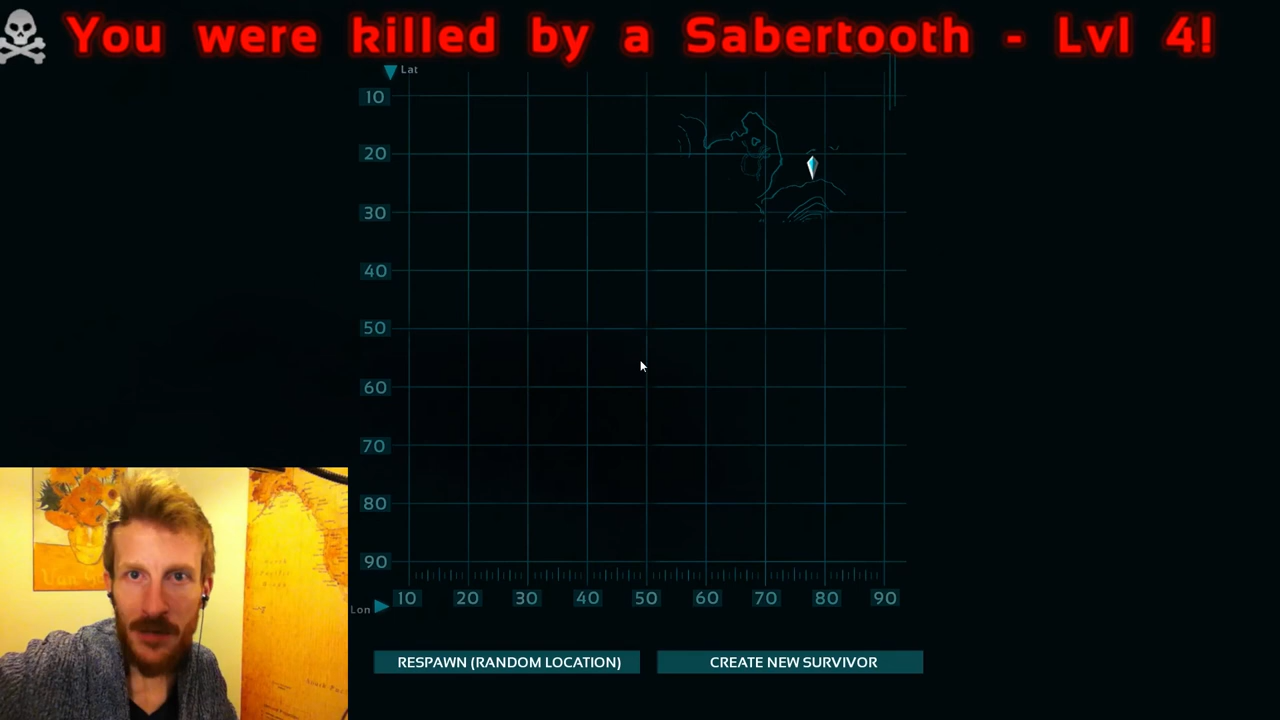 You were killed by a Sabertooth - Lvl 4!
Lat
10
20
30
40
50
60
70
80
90
Lon
10 20 30 40 50 60 70 80 90
RESPAWN (RANDOM LOCATION)
CREATE NEW SURVIVOR